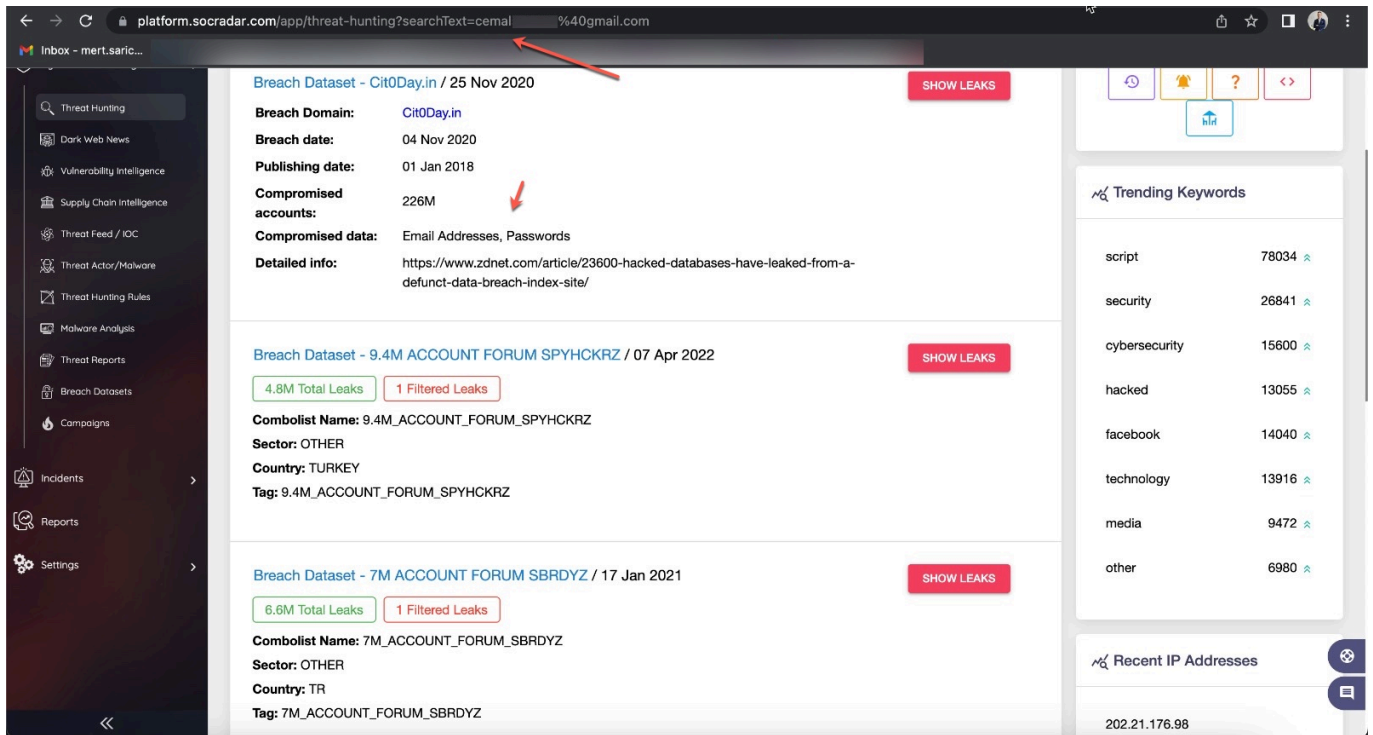 platform.socradar.com/app/threat-hunting?searchText=cemal %40gmail.com
Inbox - mert.saric...
Threat Hunting
Dark Web News
Vulnerability Intelligence
Supply Chain Intelligence
Threat Feed / IOC
Threat Actor/Malware
Threat Hunting Rules
Malware Analysis
Threat Reports
Breach Datasets
Campaigns
Incidents
Reports
Settings
Breach Dataset - Cit0Day.in / 25 Nov 2020
SHOW LEAKS
Breach Domain: Cit0Day.in
Breach date: 04 Nov 2020
Publishing date: 01 Jan 2018
Compromised
accounts: 226M
Compromised data: Email Addresses, Passwords
Detailed info: https://www.zdnet.com/article/23600-hacked-databases-have-leaked-from-a-
defunct-data-breach-index-site/
Breach Dataset - 9.4M ACCOUNT FORUM SPYHCKRZ / 07 Apr 2022
SHOW LEAKS
4.8M Total Leaks 1 Filtered Leaks
Combolist Name: 9.4M_ACCOUNT_FORUM_SPYHCKRZ
Sector: OTHER
Country: TURKEY
Tag: 9.4M_ACCOUNT_FORUM_SPYHCKRZ
Breach Dataset - 7M ACCOUNT FORUM SBRDYZ / 17 Jan 2021
SHOW LEAKS
6.6M Total Leaks 1 Filtered Leaks
Combolist Name: 7M_ACCOUNT_FORUM_SBRDYZ
Sector: OTHER
Country: TR
Tag: 7M_ACCOUNT_FORUM_SBRDYZ
Trending Keywords
script 78034
security 26841
cybersecurity 15600
hacked 13055
facebook 14040
technology 13916
media 9472
other 6980
Recent IP Addresses
202.21.176.98